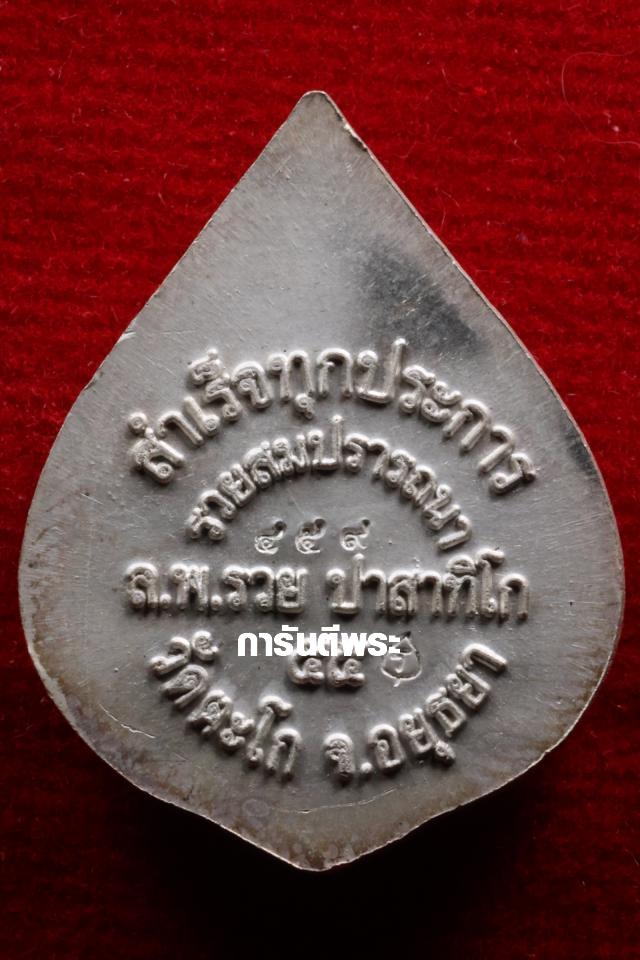 สำเร็จทุกประการ
รวยสมปรารถนา
๔๕๙
ล.พ.รวย ปาสาทิโก
การันตีพระ
๕๕
วัดตะโก จ.อยุธยา